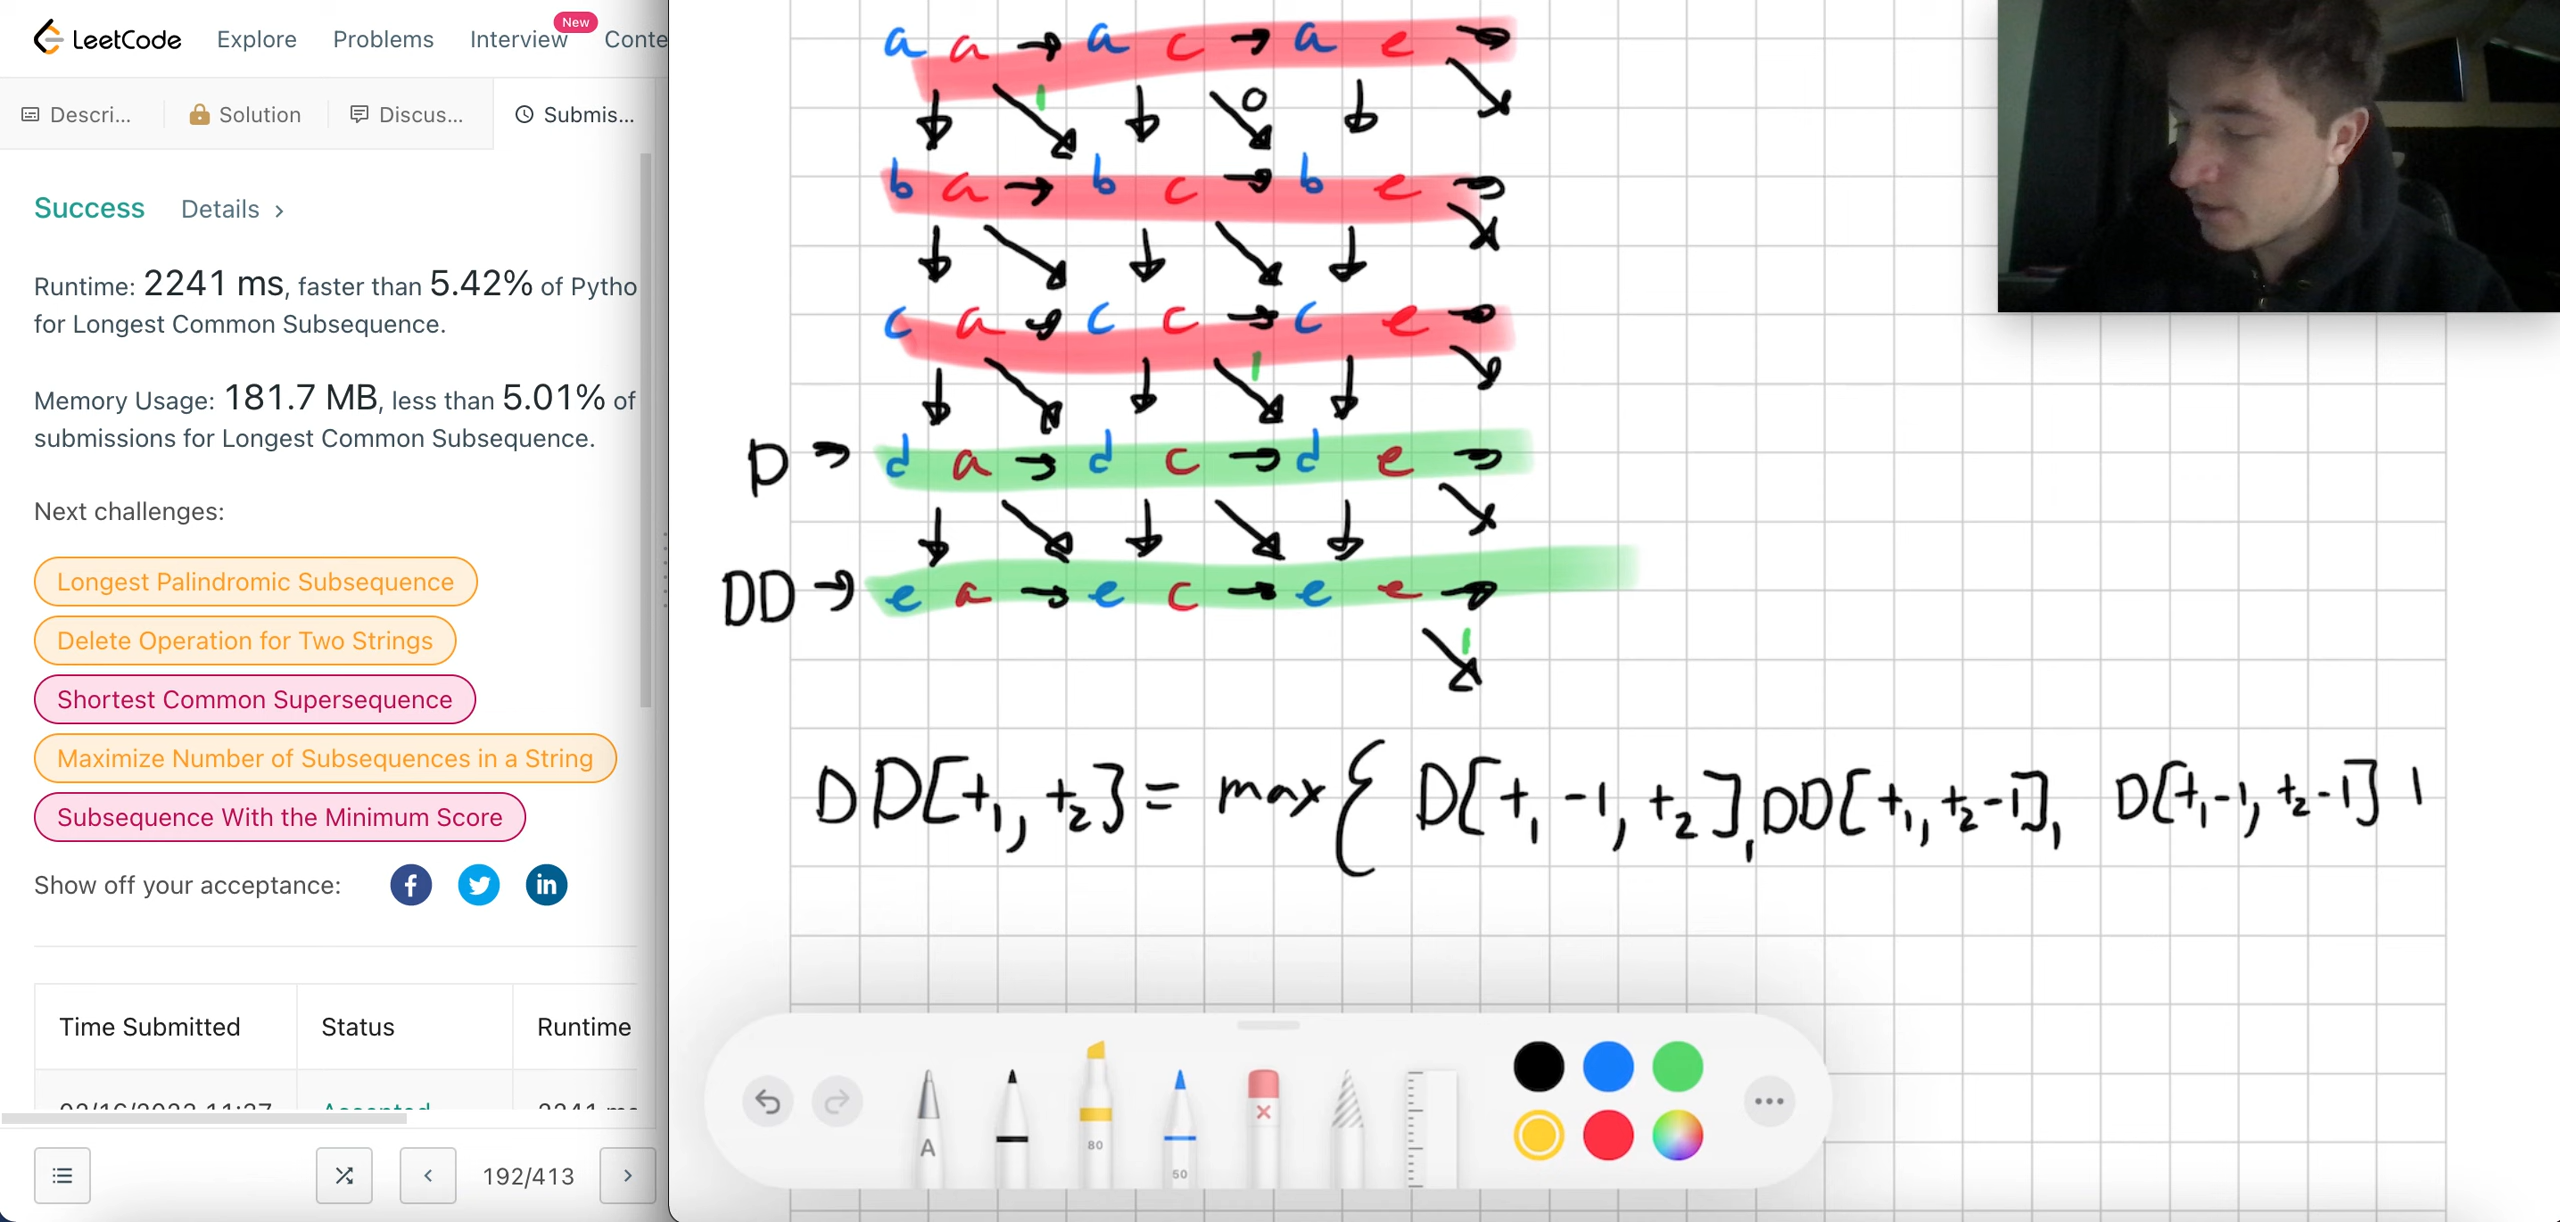 LeetCode Explore Problems Interview New Conte
Descri... Solution Discus... Submis...
Success Details >
Runtime: 2241 ms, faster than 5.42% of Pytho
for Longest Common Subsequence.
Memory Usage: 181.7 MB, less than 5.01% of
submissions for Longest Common Subsequence.
Next challenges:
Longest Palindromic Subsequence
Delete Operation for Two Strings
Shortest Common Supersequence
Maximize Number of Subsequences in a String
Subsequence With the Minimum Score
Show off your acceptance:
Time Submitted Status Runtime
192/413
a a → a c → a e →
1 0
b a → b c → b e →
c a → c c → c e →
1
D → d a → d c → d e →
DD → e a → e c → e e →
1
DD[t₁, t₂] = max{ D[t₁-1, t₂], DD[t₁, t₂-1], D[t₁-1, t₂-1] 1
A 80 50